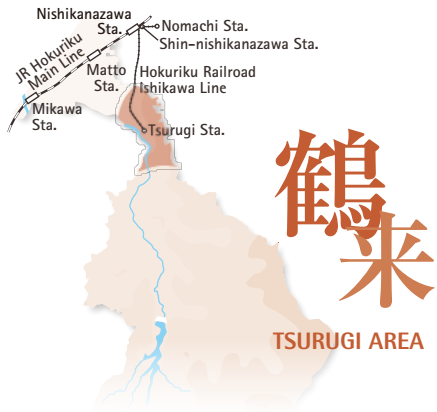 Nishikanazawa
Sta.
Nomachi Sta.
Shin-nishikanazawa Sta.
JR Hokuriku
Main Line
Matto
Sta.
Hokuriku Railroad
Ishikawa Line
Mikawa
Sta.
Tsurugi Sta.
鶴来
TSURUGI AREA